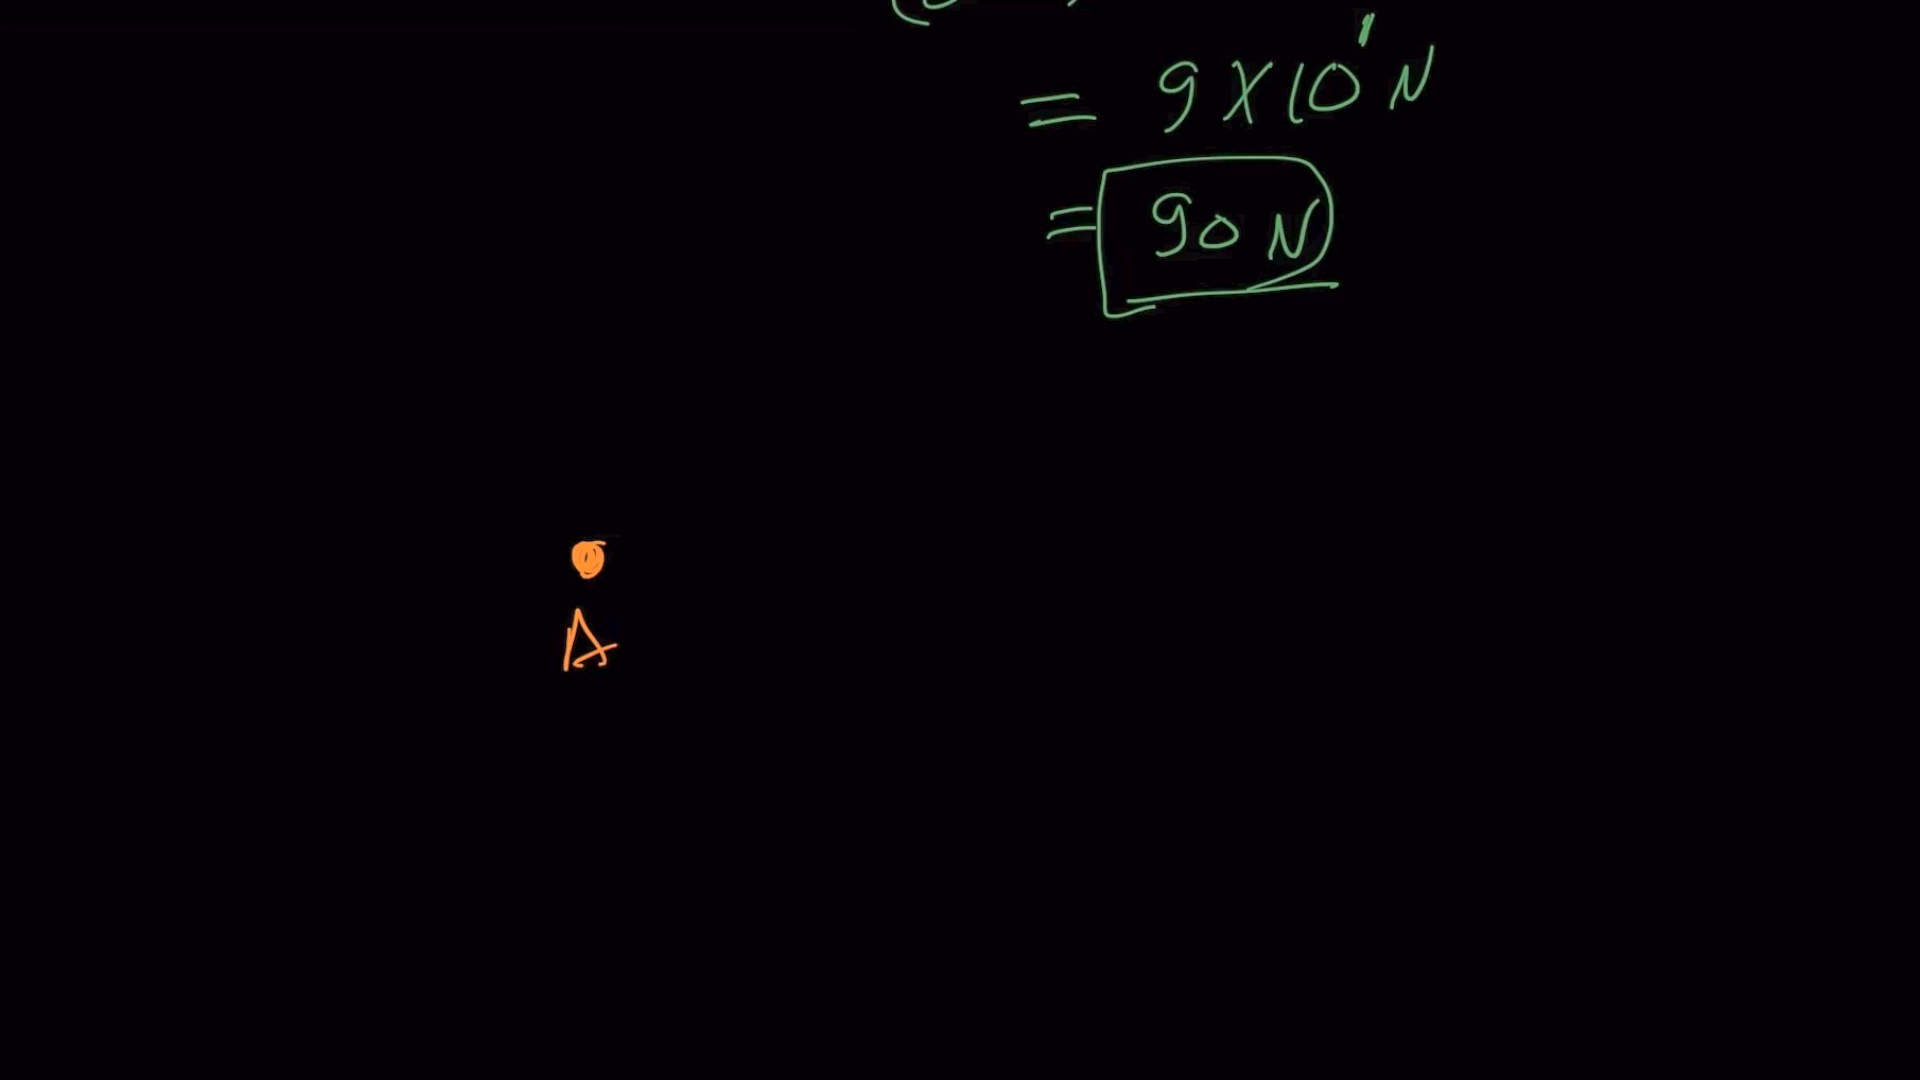 = 9 X 10¹ N
= 90 N
A